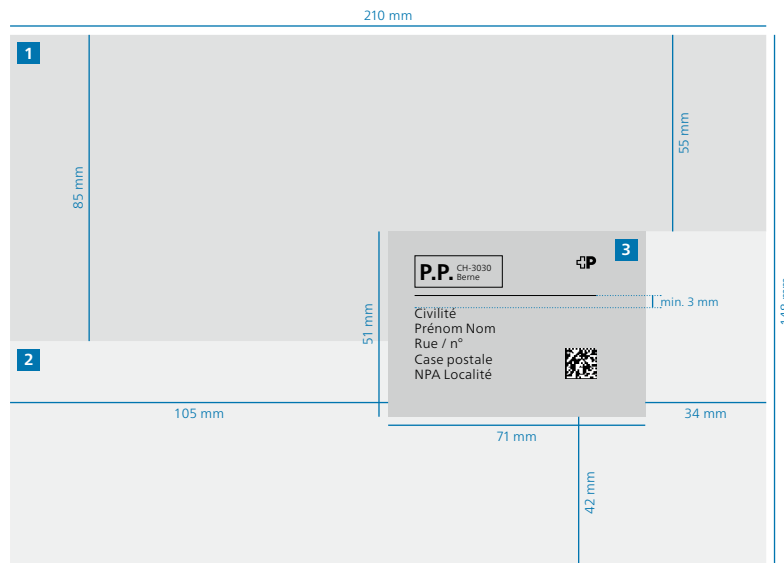 210 mm
1
55 mm
85 mm
3
P.P. CH-3030
Berne
P
min. 3 mm
Civilité
Prénom Nom
Rue / n°
Case postale
NPA Localité
51 mm
2
105 mm
34 mm
71 mm
42 mm